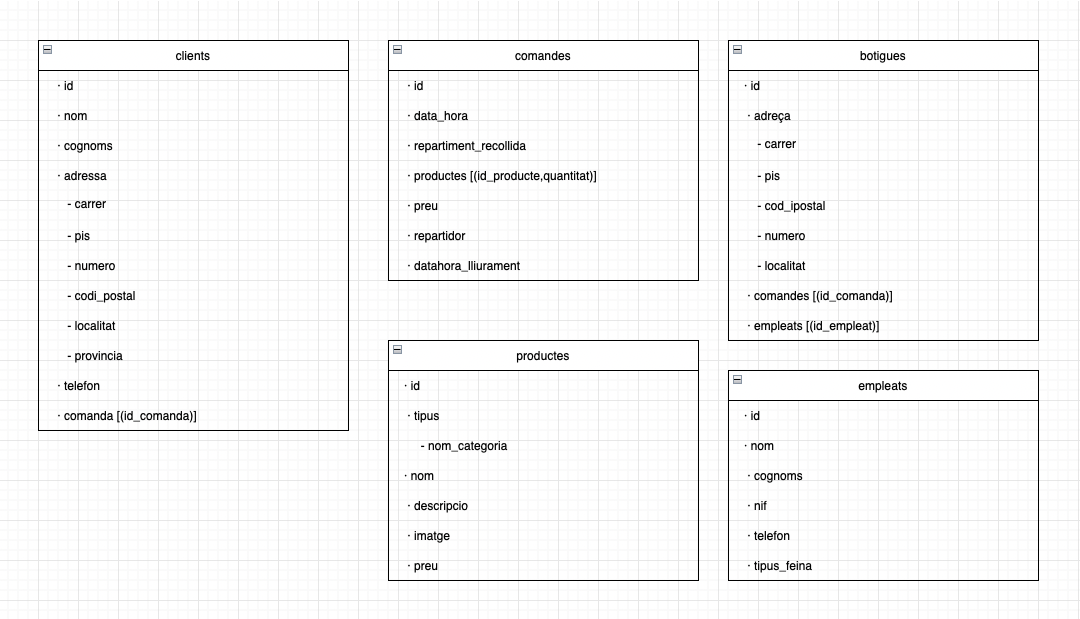 clients
· id
· nom
· cognoms
· adressa
- carrer
- pis
- numero
- codi_postal
- localitat
- provincia
· telefon
· comanda [(id_comanda)]
comandes
· id
· data_hora
· repartiment_recollida
· productes [(id_producte,quantitat)]
· preu
· repartidor
· datahora_lliurament
productes
· id
· tipus
- nom_categoria
· nom
· descripcio
· imatge
· preu
botigues
· id
· adreça
- carrer
- pis
- cod_ipostal
- numero
- localitat
· comandes [(id_comanda)]
· empleats [(id_empleat)]
empleats
· id
· nom
· cognoms
· nif
· telefon
· tipus_feina